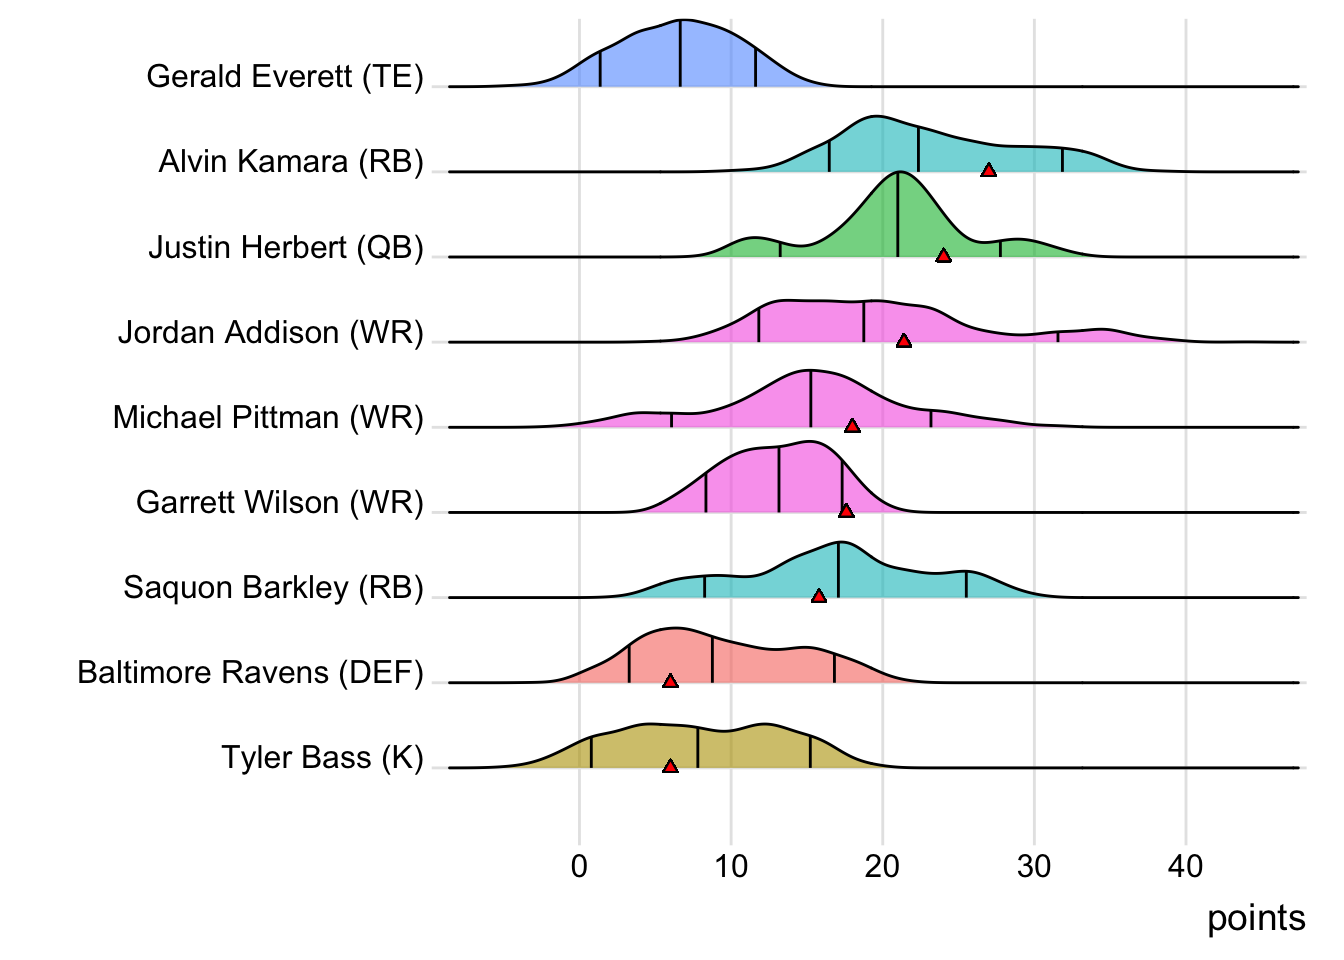 Gerald Everett (TE)
Alvin Kamara (RB)
Justin Herbert (QB)
Jordan Addison (WR)
Michael Pittman (WR)
Garrett Wilson (WR)
Saquon Barkley (RB)
Baltimore Ravens (DEF)
Tyler Bass (K)
0 10 20 30 40
points